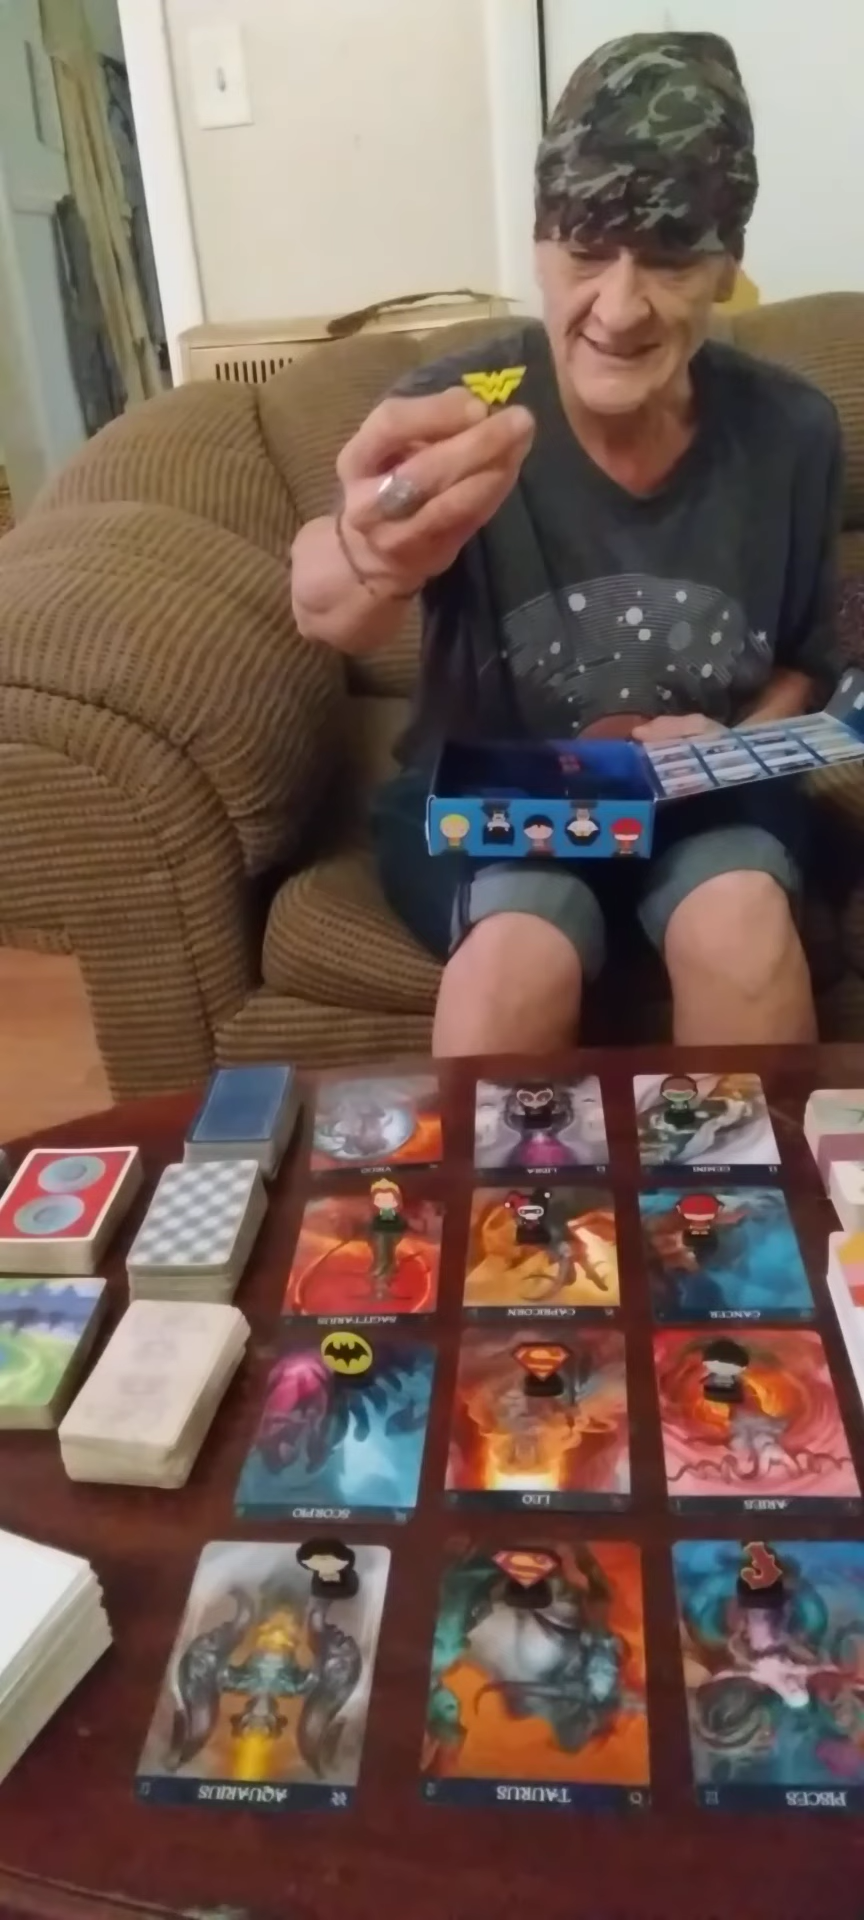 VIRGO
LIBRA
GEMINI
SAGITTARIUS
CAPRICORN
CANCER
SCORPIO
LEO
ARIES
AQUARIUS
TAURUS
PISCES